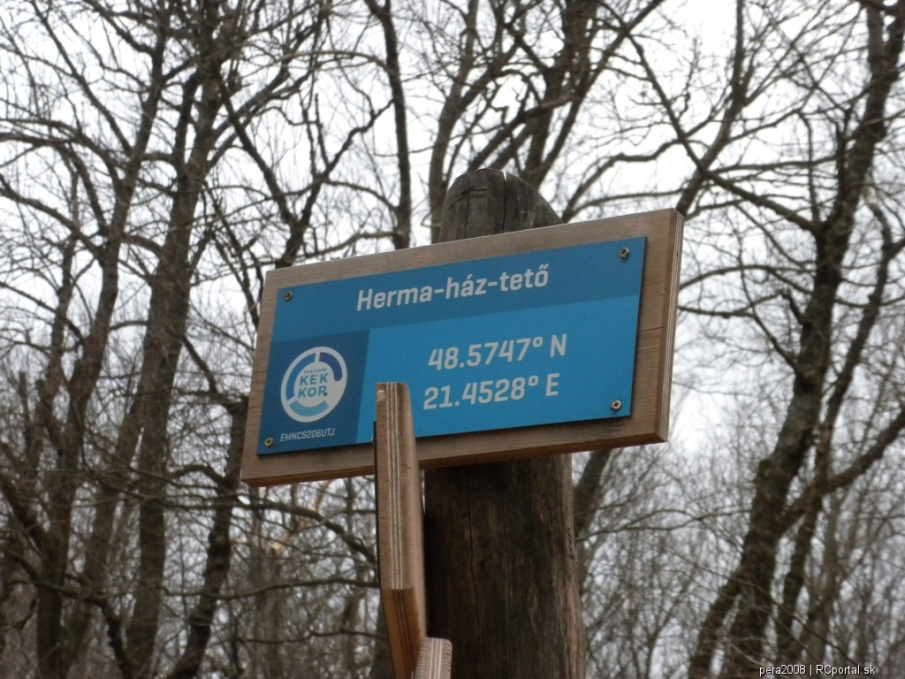 Herma-ház-tető
48.5747° N
21.4528° E
KÉK
KÖR
EMNCS206UTJ
pera2008 | RCportal.sk